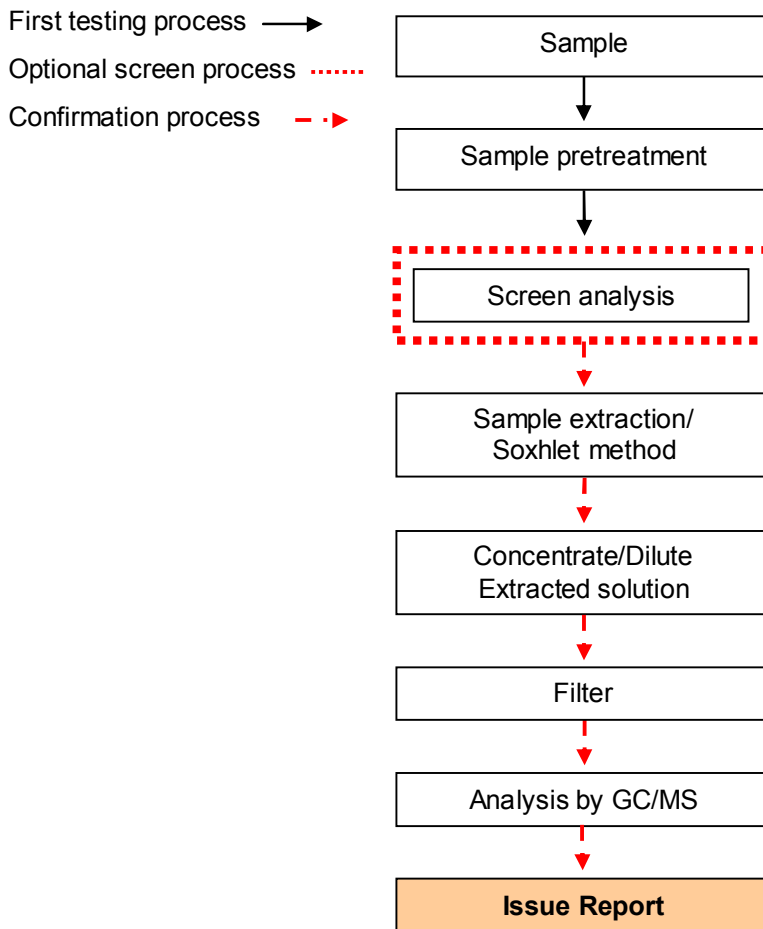 First testing process
Optional screen process
Confirmation process
Sample
Sample pretreatment
Screen analysis
Sample extraction/
Soxhlet method
Concentrate/Dilute
Extracted solution
Filter
Analysis by GC/MS
Issue Report